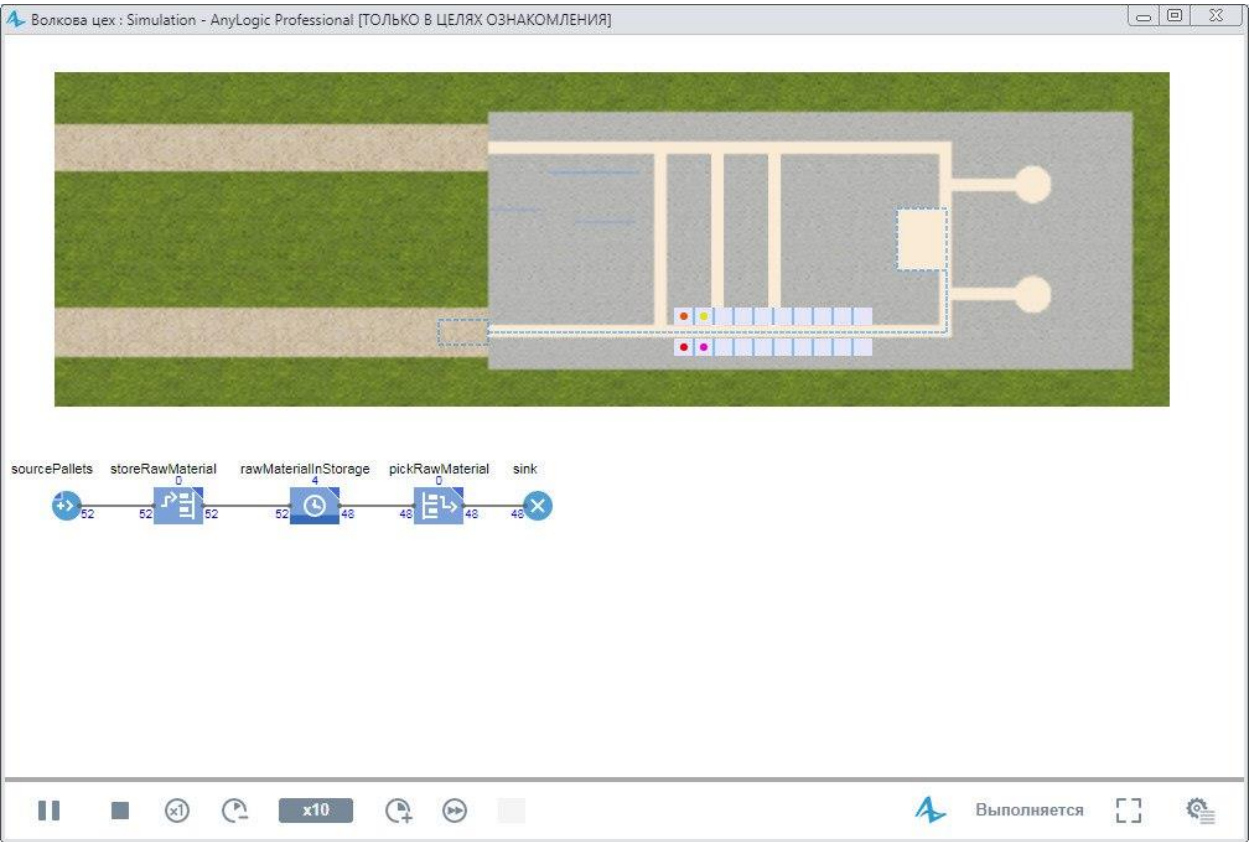 Волкова цех : Simulation - AnyLogic Professional [ТОЛЬКО В ЦЕЛЯХ ОЗНАКОМЛЕНИЯ]
sourcePallets storeRawMaterial rawMaterialInStorage pickRawMaterial sink
0 4 0
52 52 52 52 48 48 48 48
x1 x10 Выполняется